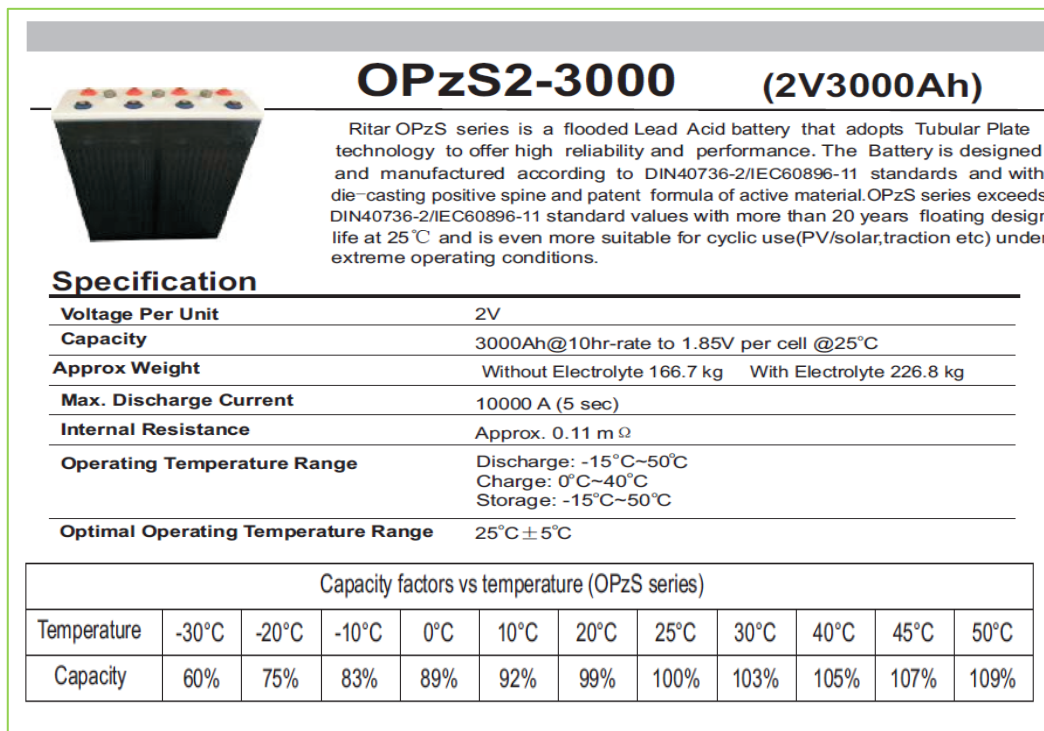 OPzS2-3000 (2V3000Ah)
Ritar OPzS series is a flooded Lead Acid battery that adopts Tubular Plate
technology to offer high reliability and performance. The Battery is designed
and manufactured according to DIN40736-2/IEC60896-11 standards and with
die-casting positive spine and patent formula of active material.OPzS series exceeds
DIN40736-2/IEC60896-11 standard values with more than 20 years floating design
life at 25℃ and is even more suitable for cyclic use(PV/solar,traction etc) under
extreme operating conditions.
Specification
Voltage Per Unit 2V
Capacity 3000Ah@10hr-rate to 1.85V per cell @25°C
Approx Weight Without Electrolyte 166.7 kg With Electrolyte 226.8 kg
Max. Discharge Current 10000 A (5 sec)
Internal Resistance Approx. 0.11 m Ω
Operating Temperature Range Discharge: -15°C~50℃
Charge: 0°C~40°C
Storage: -15°C~50℃
Optimal Operating Temperature Range 25°C±5°C
Capacity factors vs temperature (OPzS series)
Temperature -30°C -20°C -10°C 0°C 10°C 20°C 25°C 30°C 40°C 45°C 50°C
Capacity 60% 75% 83% 89% 92% 99% 100% 103% 105% 107% 109%